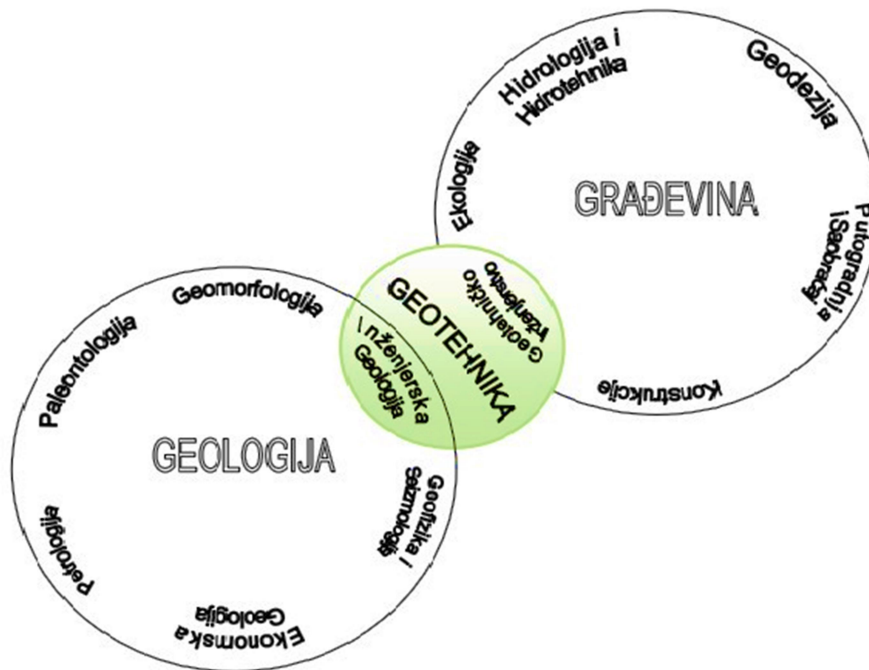 Hidrologija i
Hidrotehnika
Geodezija
Ekologija
GRAĐEVINA
Putogradnja
i Saobraćaj
Konstrukcije
Geotehničko
Inženjerstvo
GEOTEHNIKA
Inženjerska
Geologija
Geomorfologija
Paleontologija
GEOLOGIJA
Geofizika i
Seizmologija
Petrologija
Ekonomska
Geologija